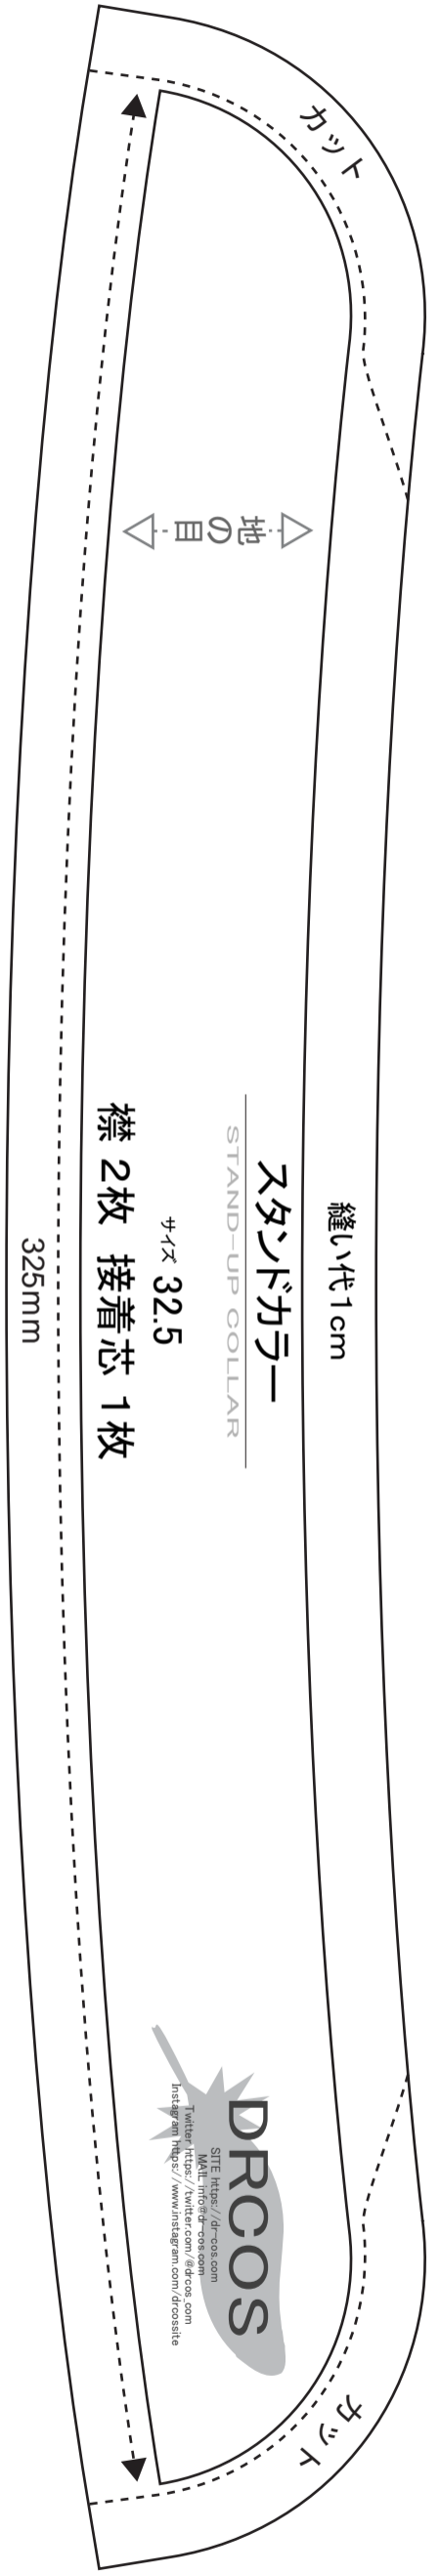 カット
地の目
縫い代1cm
スタンドカラー
STAND-UP COLLAR
サイズ 32.5
襟 2枚 接着芯 1枚
325mm
DRCOS
SITE https://dr-cos.com
MAIL info@dr-cos.com
Twitter https://twitter.com/@drcos_com
Instagram https://www.instagram.com/drcossite
カット